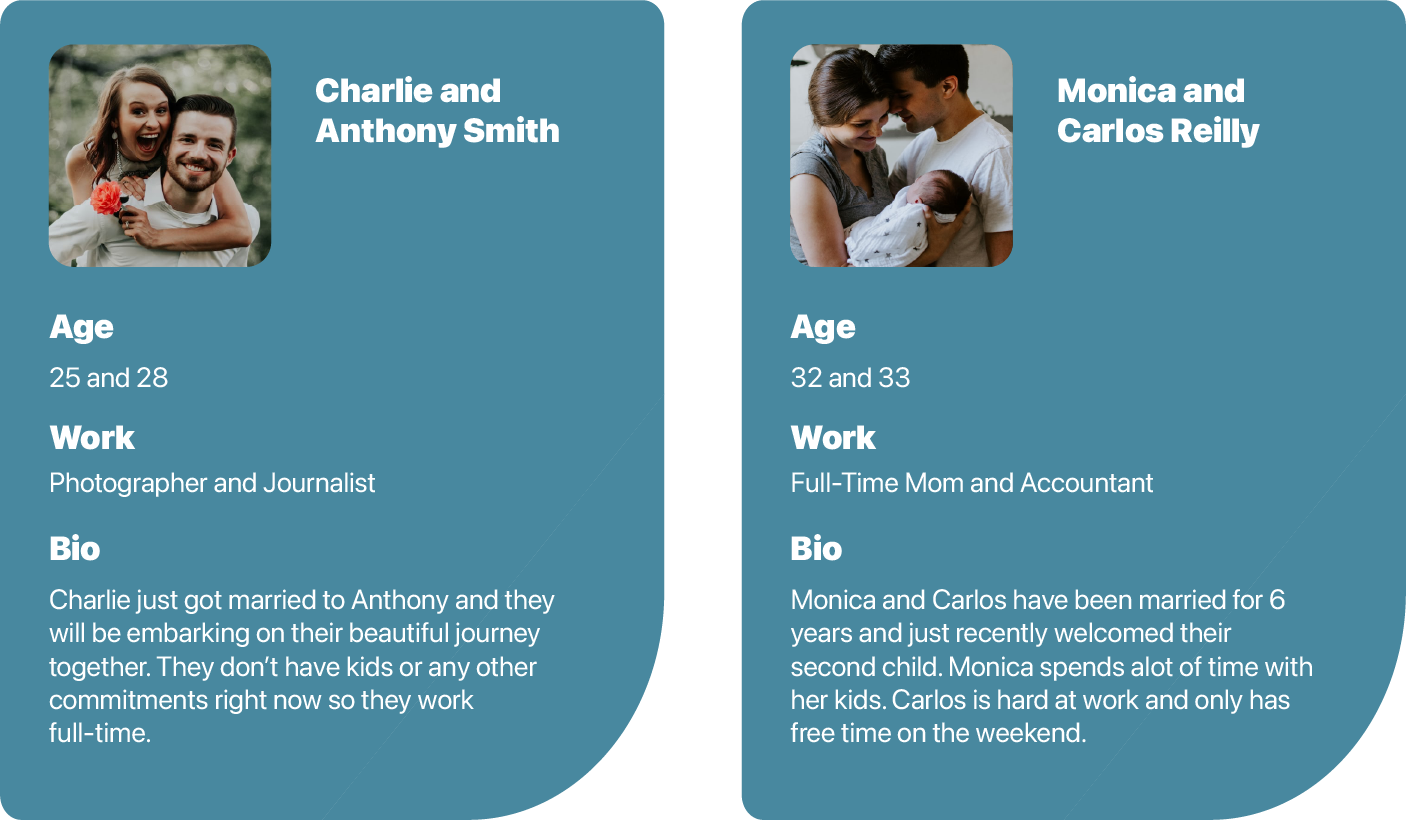 Charlie and
Anthony Smith
Age
25 and 28
Work
Photographer and Journalist
Bio
Charlie just got married to Anthony and they
will be embarking on their beautiful journey
together. They don’t have kids or any other
commitments right now so they work
full-time.
Monica and
Carlos Reilly
Age
32 and 33
Work
Full-Time Mom and Accountant
Bio
Monica and Carlos have been married for 6
years and just recently welcomed their
second child. Monica spends alot of time with
her kids. Carlos is hard at work and only has
free time on the weekend.